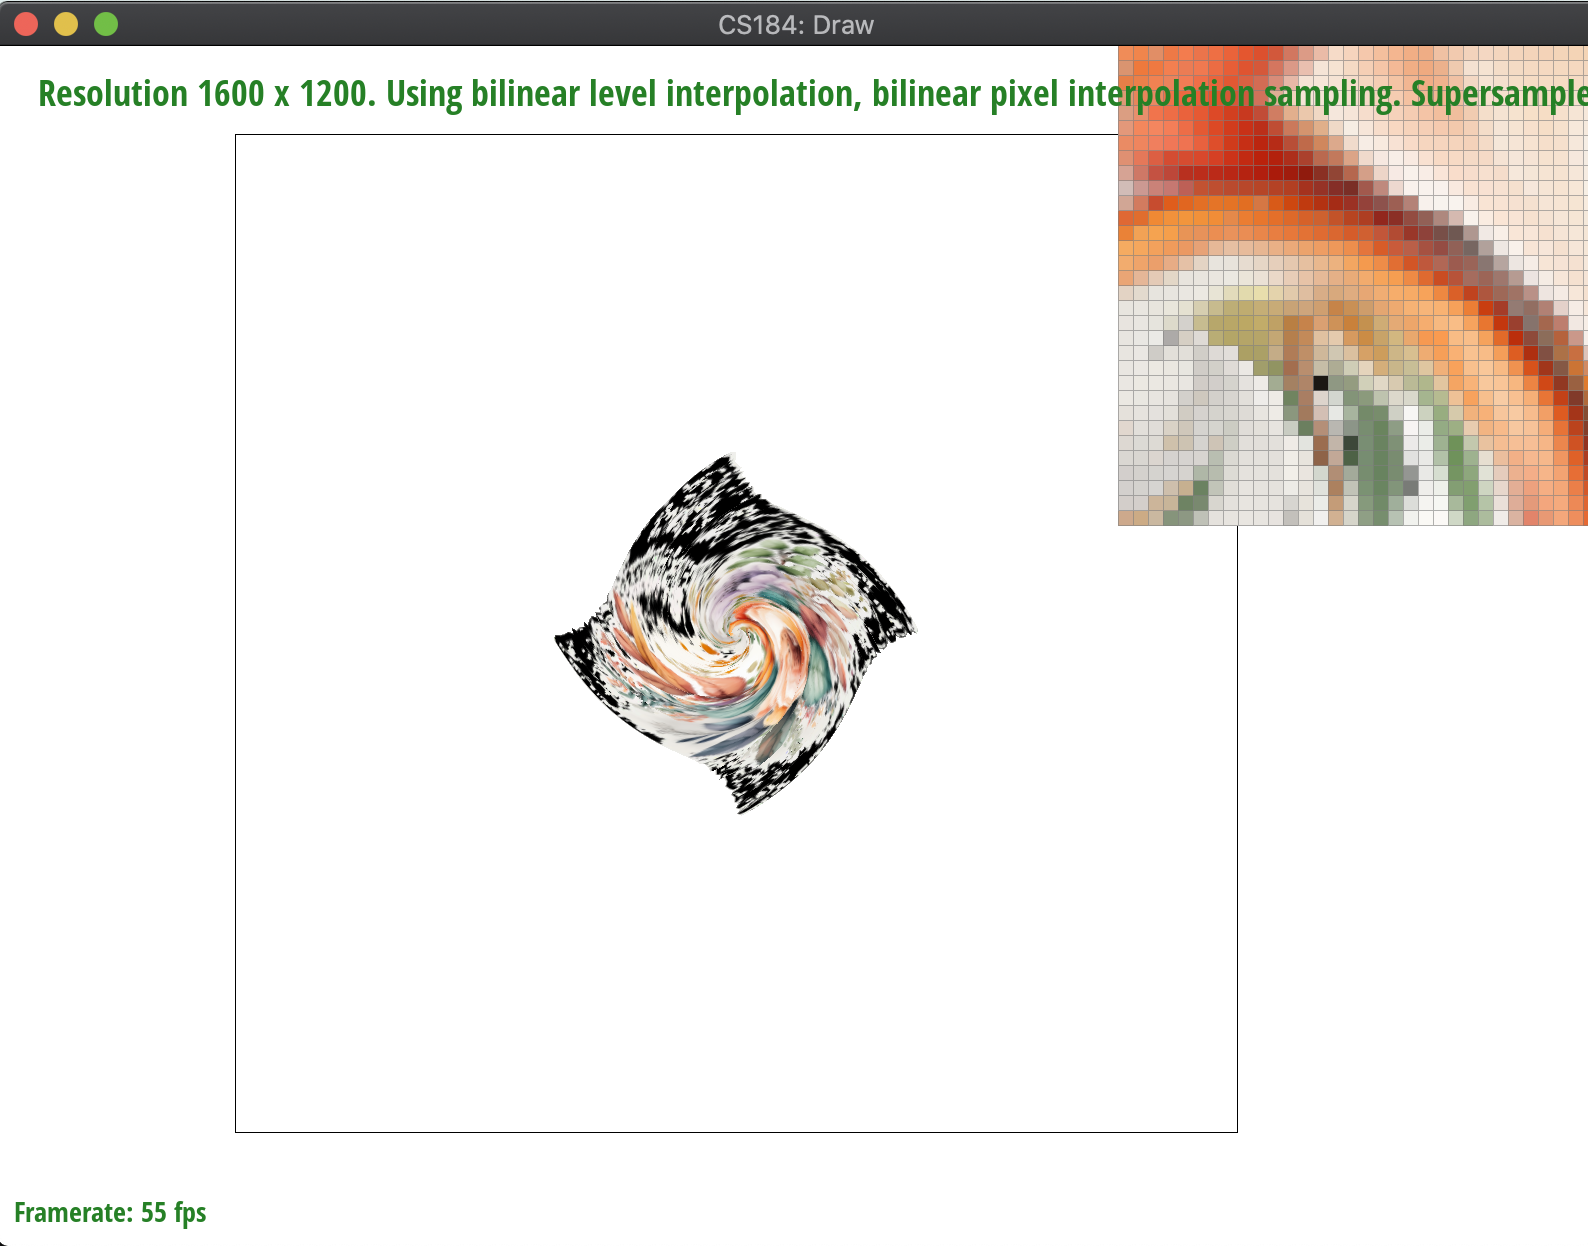 CS184: Draw
Resolution 1600 x 1200. Using bilinear level interpolation, bilinear pixel interpolation sampling. Supersample
Framerate: 55 fps